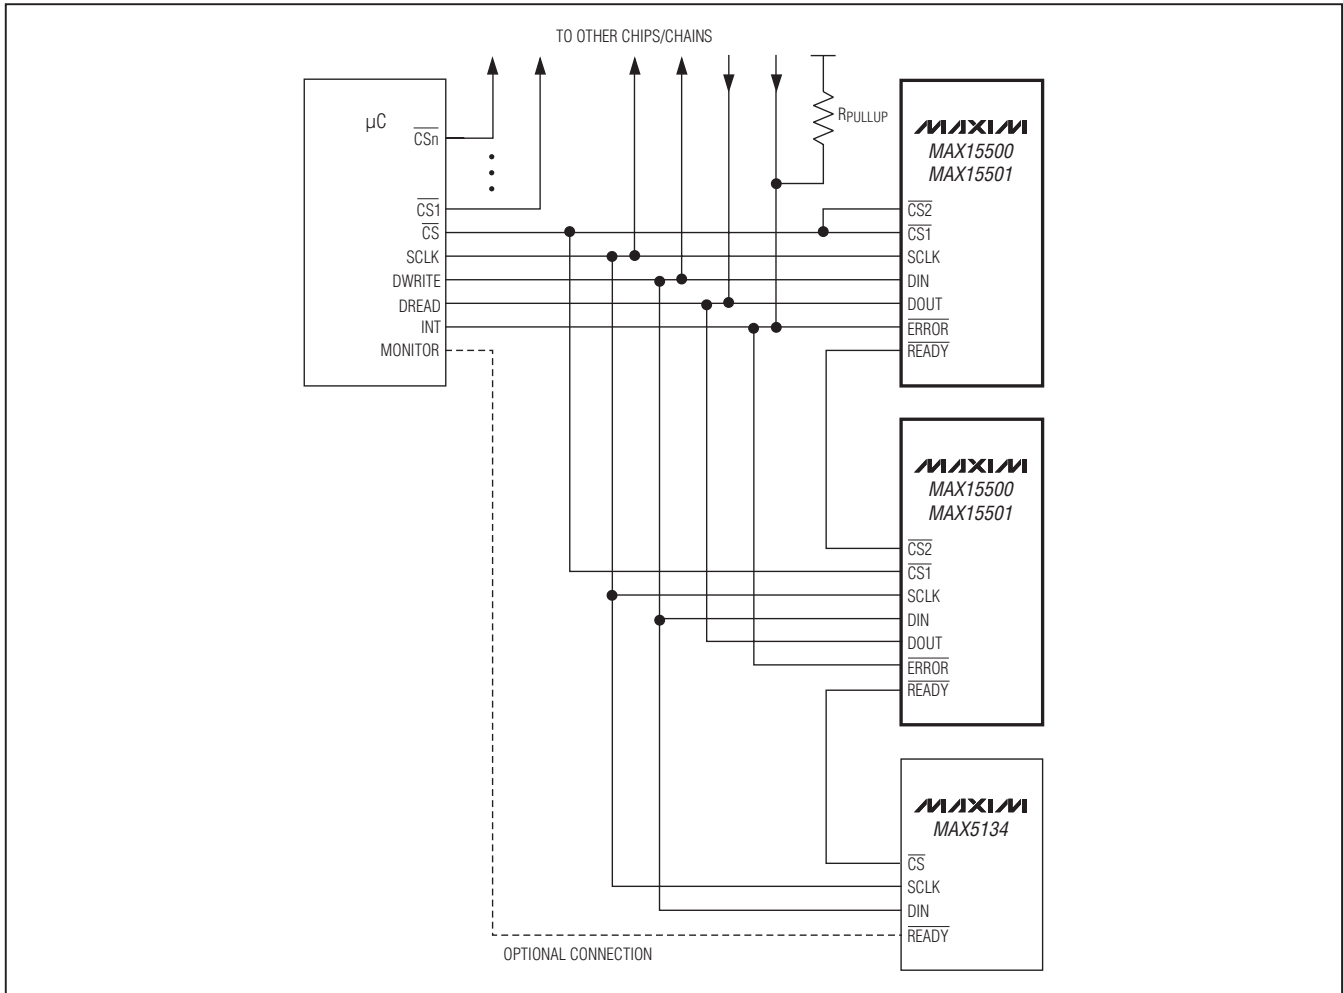 TO OTHER CHIPS/CHAINS
µC
CSn
CS1
CS
SCLK
DWRITE
DREAD
INT
MONITOR
RPULLUP
MAXIM
MAX15500
MAX15501
CS2
CS1
SCLK
DIN
DOUT
ERROR
READY
MAXIM
MAX15500
MAX15501
CS2
CS1
SCLK
DIN
DOUT
ERROR
READY
MAXIM
MAX5134
CS
SCLK
DIN
READY
OPTIONAL CONNECTION